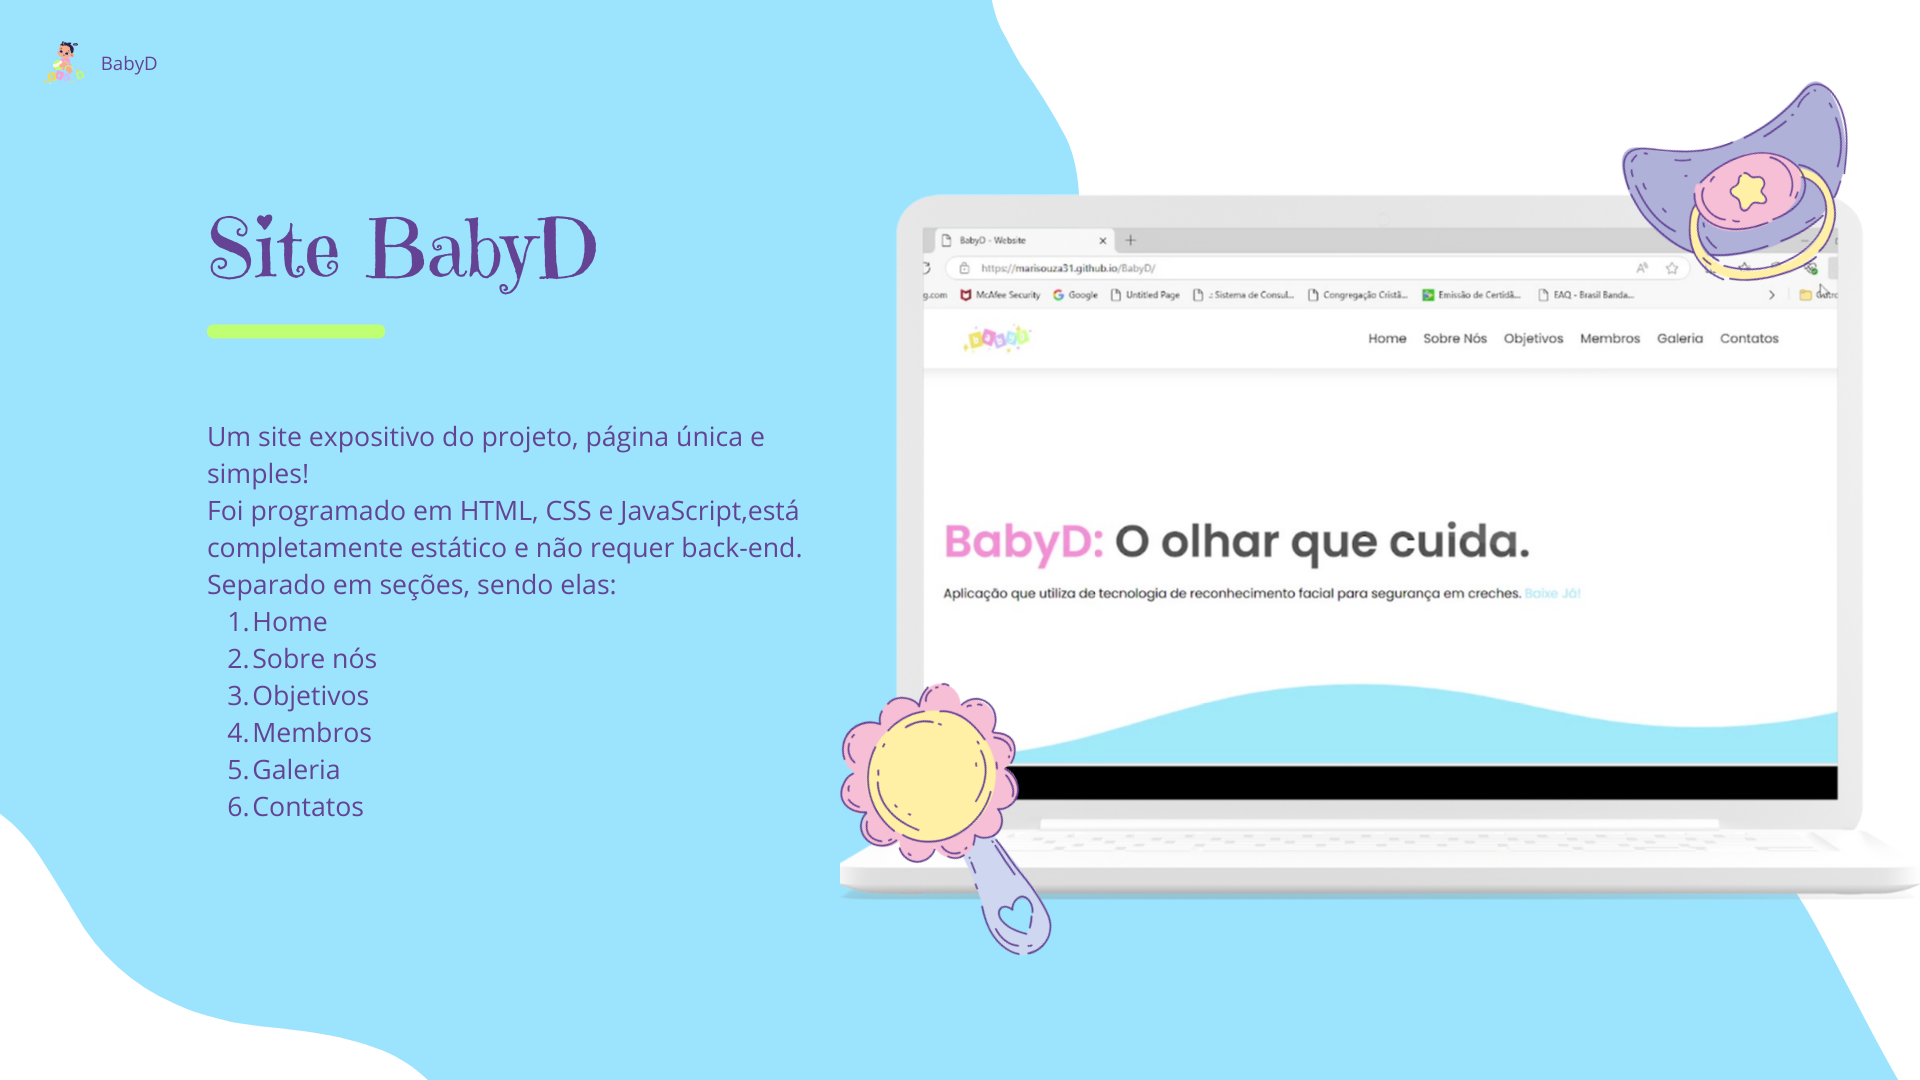 BabyD
Site BabyD
Um site expositivo do projeto, página única e
simples!
Foi programado em HTML, CSS e JavaScript,está
completamente estático e não requer back-end.
Separado em seções, sendo elas:
1. Home
2. Sobre nós
3. Objetivos
4. Membros
5. Galeria
6. Contatos
BabyD - Website
https://marisouza31.github.io/BabyD/
g.com McAfee Security Google Untitled Page .: Sistema de Consul... Congregação Cristã... Emissão de Certidã... FAQ - Brasil Banda...
Home Sobre Nós Objetivos Membros Galeria Contatos
BabyD: O olhar que cuida.
Aplicação que utiliza de tecnologia de reconhecimento facial para segurança em creches. Baixe Já!